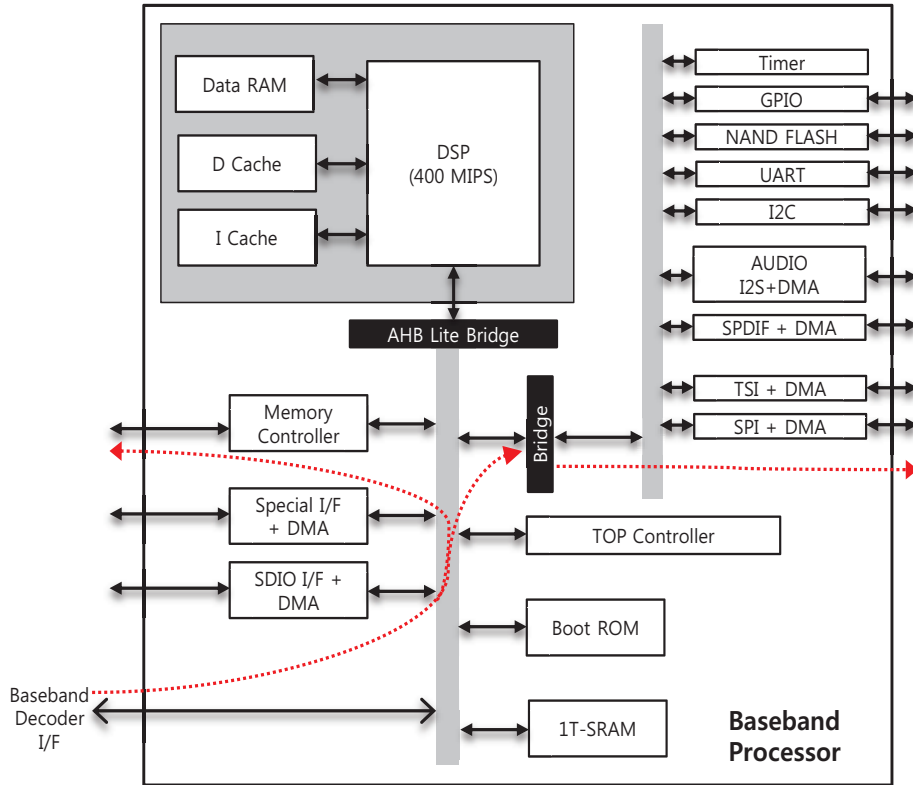 Data RAM
D Cache
I Cache
DSP
(400 MIPS)
AHB Lite Bridge
Timer
GPIO
NAND FLASH
UART
I2C
AUDIO
I2S+DMA
SPDIF + DMA
TSI + DMA
SPI + DMA
Memory
Controller
Special I/F
+ DMA
SDIO I/F +
DMA
Bridge
TOP Controller
Boot ROM
1T-SRAM
Baseband
Decoder
I/F
Baseband
Processor